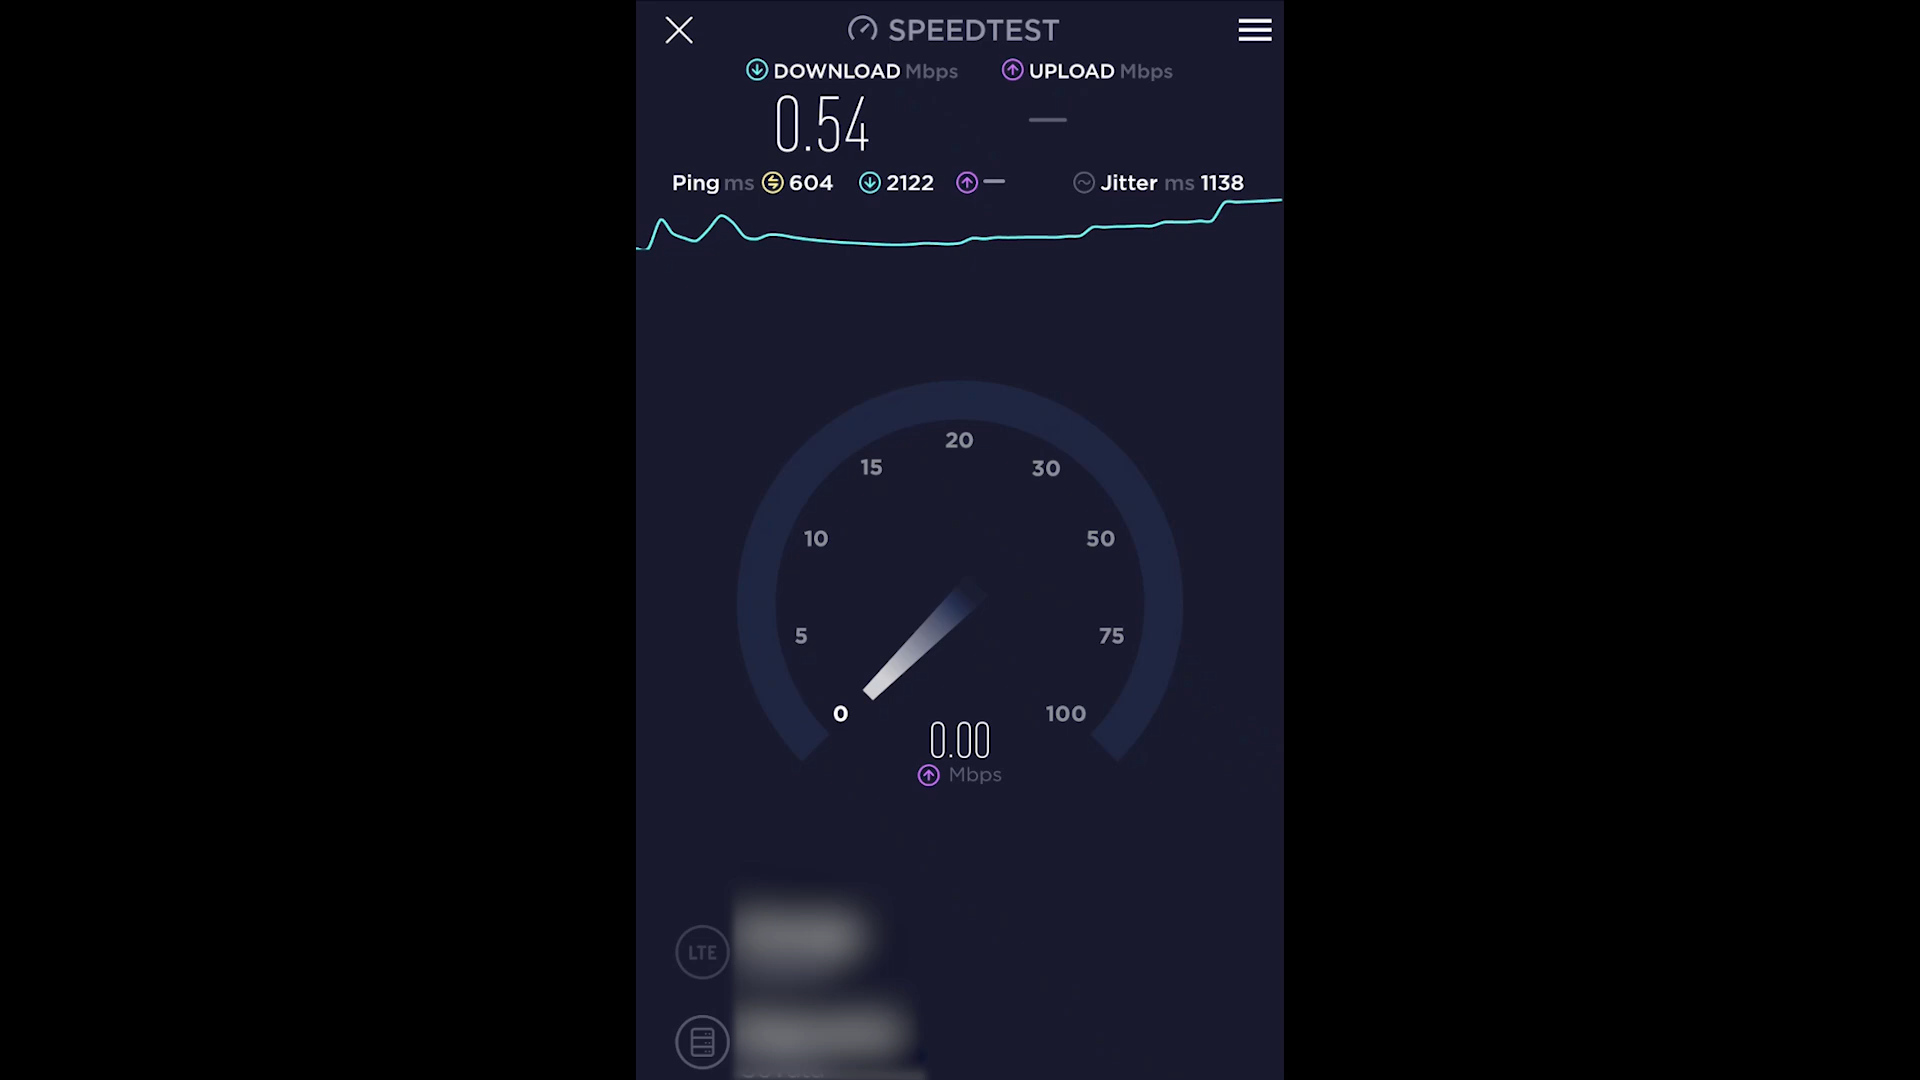 SPEEDTEST
DOWNLOAD Mbps UPLOAD Mbps
0.54 —
Ping ms 604 2122 — Jitter ms 1138
20
15 30
10 50
5 75
0 100
0.00
Mbps
LTE